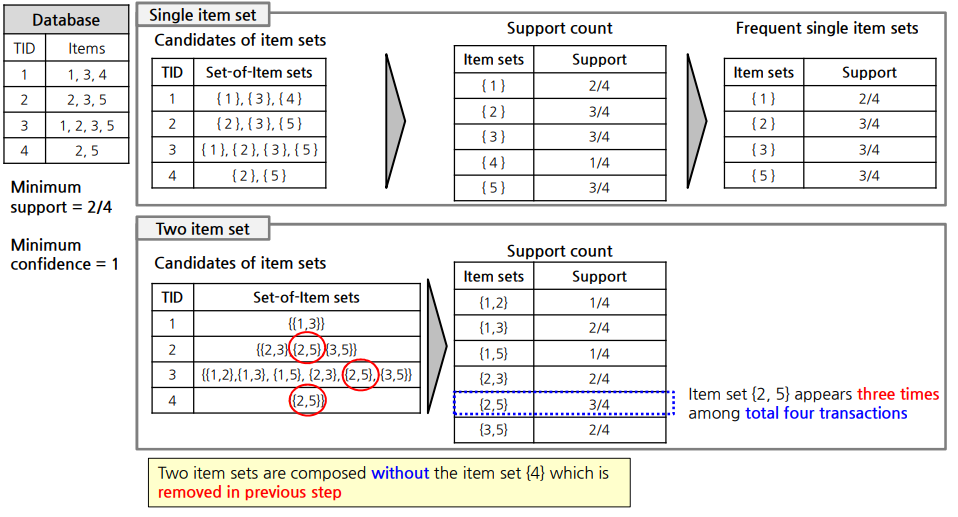 Database
TID Items
1 1, 3, 4
2 2, 3, 5
3 1, 2, 3, 5
4 2, 5
Minimum
support = 2/4
Minimum
confidence = 1
Single item set
Candidates of item sets
TID Set-of-Item sets
1 { 1 }, { 3 }, { 4 }
2 { 2 }, { 3 }, { 5 }
3 { 1 }, { 2 }, { 3 }, { 5 }
4 { 2 }, { 5 }
Support count
Item sets Support
{ 1 } 2/4
{ 2 } 3/4
{ 3 } 3/4
{ 4 } 1/4
{ 5 } 3/4
Frequent single item sets
Item sets Support
{ 1 } 2/4
{ 2 } 3/4
{ 3 } 3/4
{ 5 } 3/4
Two item set
Candidates of item sets
TID Set-of-Item sets
1 {{1,3}}
2 {{2,3},{2,5},{3,5}}
3 {{1,2},{1,3}, {1,5}, {2,3}, {2,5}, {3,5}}
4 {{2,5}}
Support count
Item sets Support
{1,2} 1/4
{1,3} 2/4
{1,5} 1/4
{2,3} 2/4
{2,5} 3/4
{3,5} 2/4
Item set {2, 5} appears three times
among total four transactions
Two item sets are composed without the item set {4} which is
removed in previous step